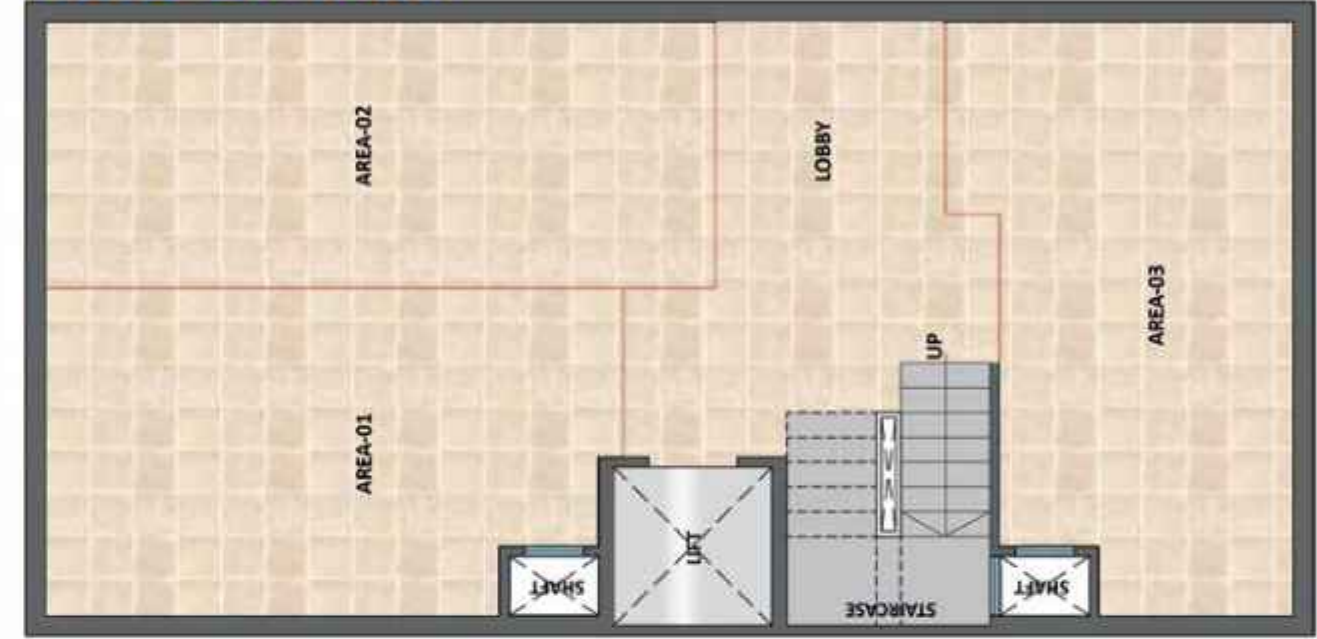 AREA-02
LOBBY
AREA-03
UP
AREA-01
LIFT
SHAFT
STAIRCASE
SHAFT